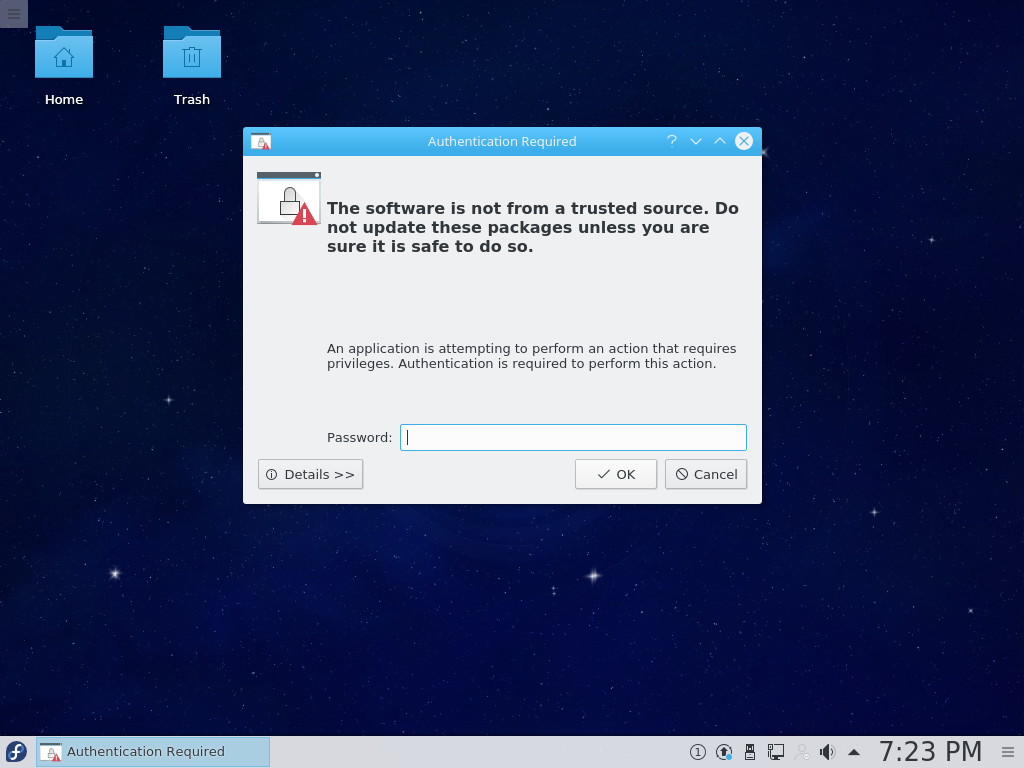 Home
Trash
Authentication Required
The software is not from a trusted source. Do
not update these packages unless you are
sure it is safe to do so.
An application is attempting to perform an action that requires
privileges. Authentication is required to perform this action.
Password:
Details >>
OK
Cancel
Authentication Required
1
7:23 PM